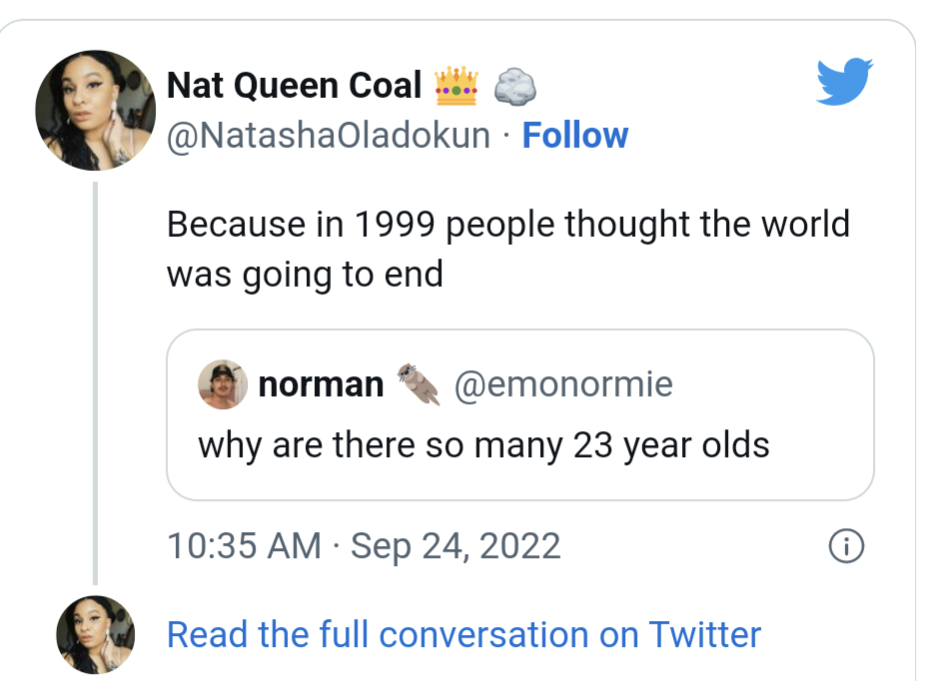 Nat Queen Coal 👑 🪨
@NatashaOladokun · Follow
Because in 1999 people thought the world
was going to end
norman 🦦 @emonormie
why are there so many 23 year olds
10:35 AM · Sep 24, 2022
Read the full conversation on Twitter